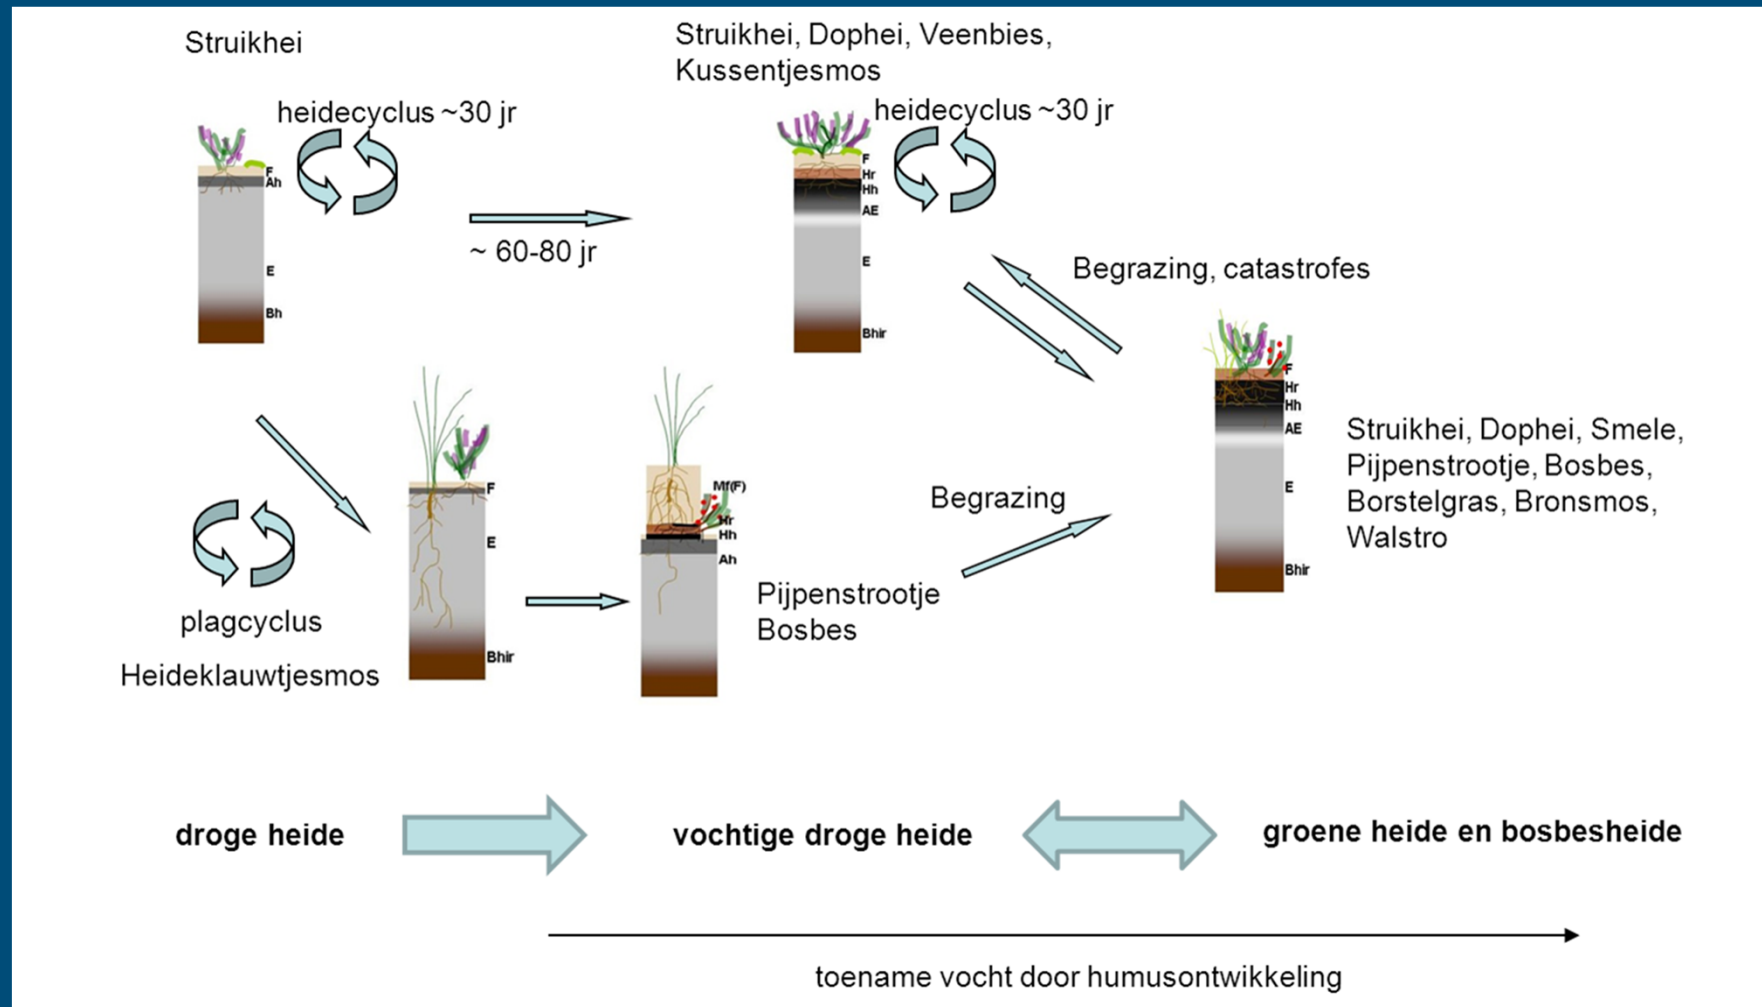 Struikhei
heidecyclus ~30 jr
F
Ah
E
Bh
~ 60-80 jr
Struikhei, Dophei, Veenbies,
Kussentjesmos
heidecyclus ~30 jr
F
Hr
Hh
AE
E
Bhir
Begrazing, catastrofes
F
Hr
Hh
AE
E
Bhir
Struikhei, Dophei, Smele,
Pijpenstrootje, Bosbes,
Borstelgras, Bronsmos,
Walstro
plagcyclus
Heideklauwtjesmos
F
E
Bhir
Mf(F)
Hr
Hh
Ah
Pijpenstrootje
Bosbes
Begrazing
droge heide
vochtige droge heide
groene heide en bosbesheide
toename vocht door humusontwikkeling